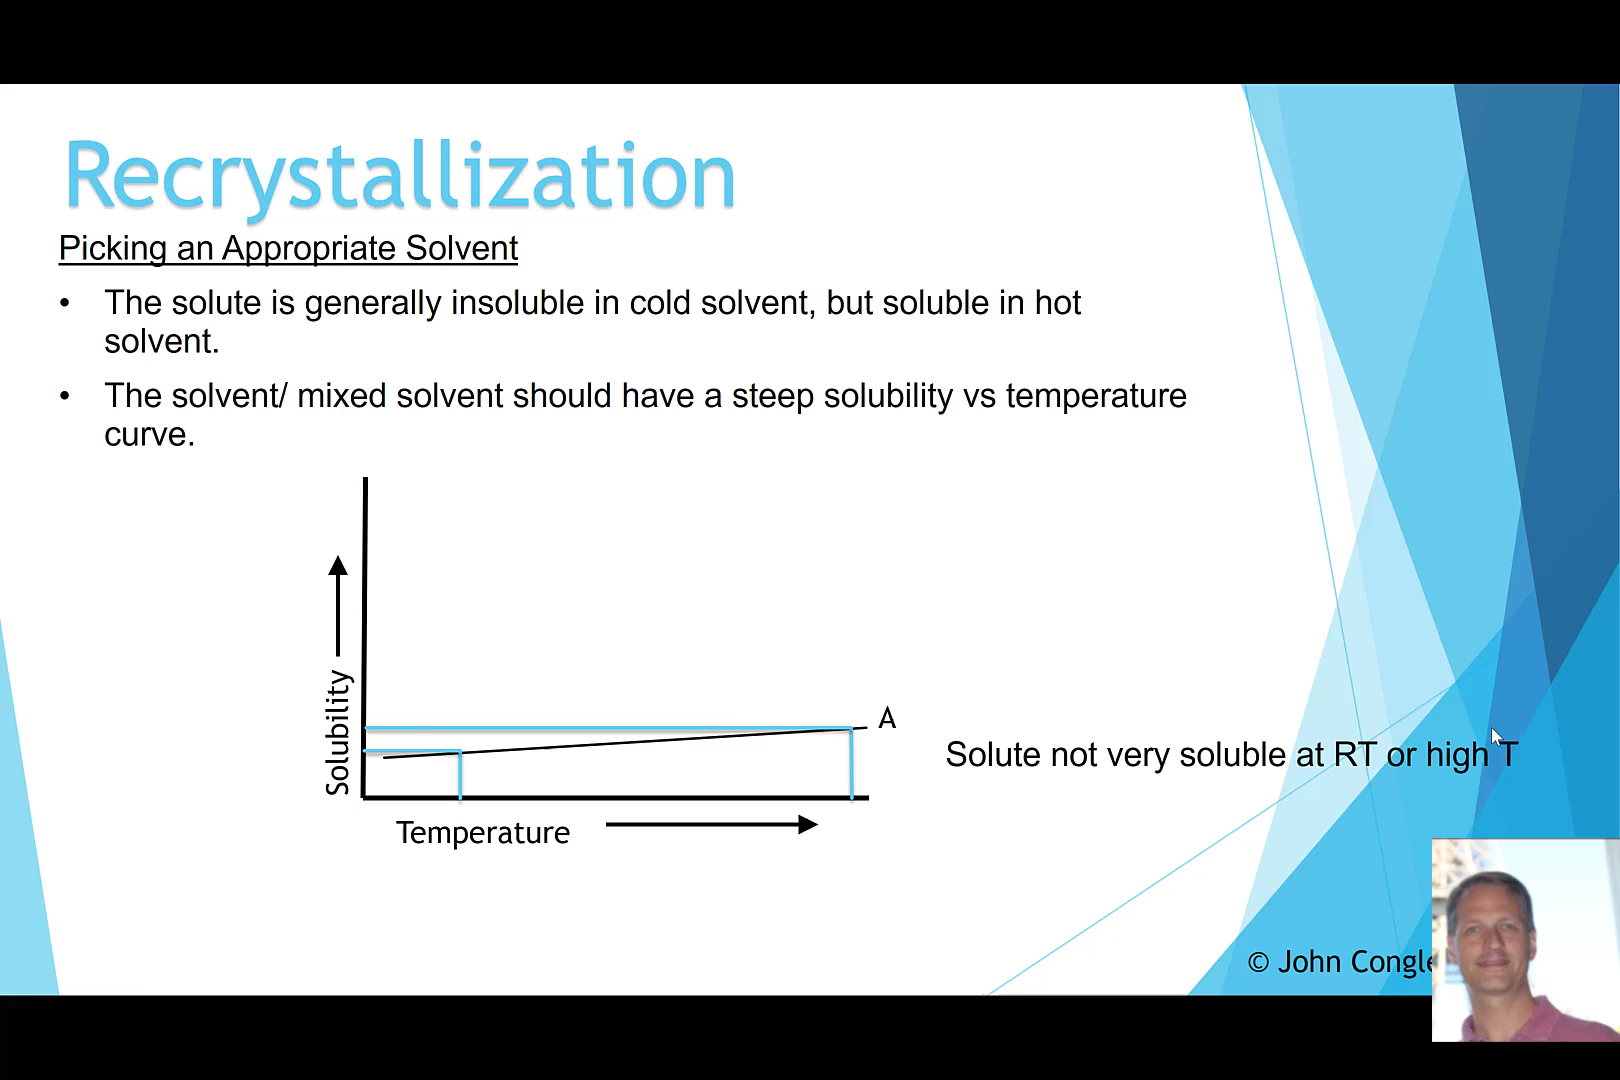 Recrystallization
Picking an Appropriate Solvent
• The solute is generally insoluble in cold solvent, but soluble in hot
solvent.
• The solvent/ mixed solvent should have a steep solubility vs temperature
curve.
Solubility
A
Solute not very soluble at RT or high T
Temperature
© John